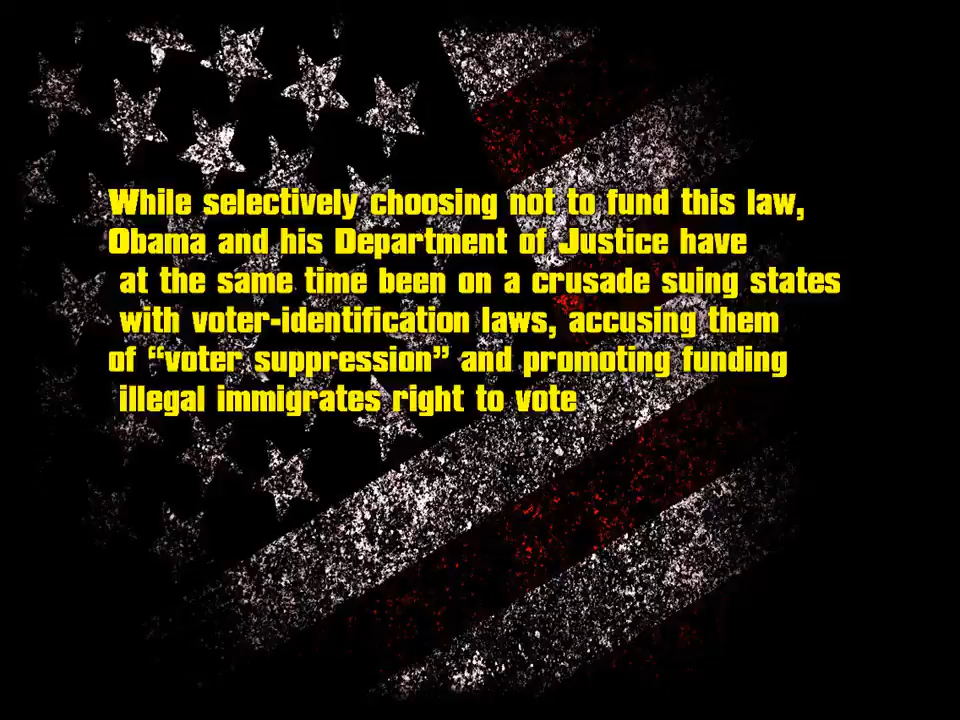 While selectively choosing not to fund this law,
Obama and his Department of Justice have
at the same time been on a crusade suing states
with voter-identification laws, accusing them
of “voter suppression” and promoting funding
illegal immigrates right to vote